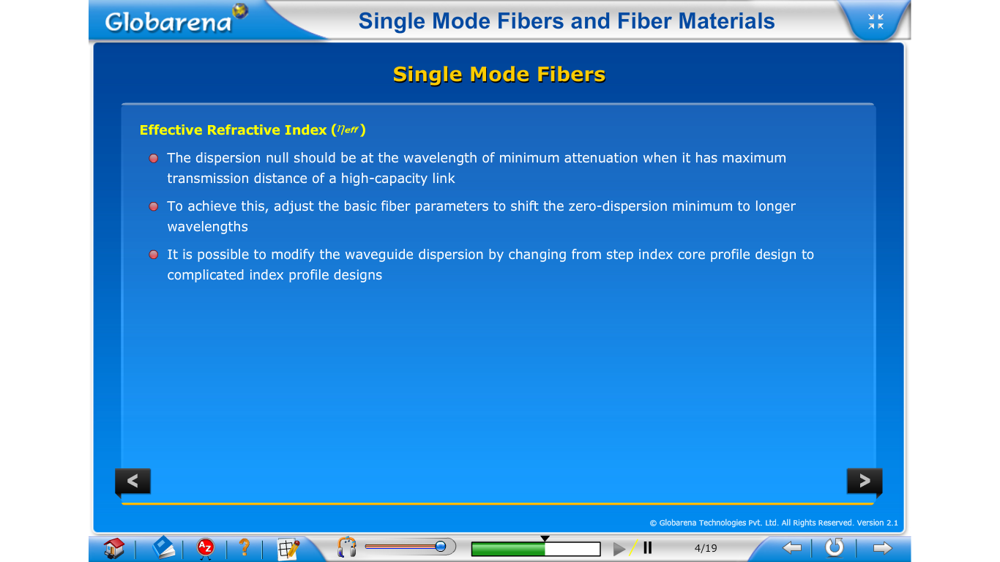 Globarena
Single Mode Fibers and Fiber Materials
Single Mode Fibers
Effective Refractive Index (ηeff)
The dispersion null should be at the wavelength of minimum attenuation when it has maximum
transmission distance of a high-capacity link
To achieve this, adjust the basic fiber parameters to shift the zero-dispersion minimum to longer
wavelengths
It is possible to modify the waveguide dispersion by changing from step index core profile design to
complicated index profile designs
<
>
© Globarena Technologies Pvt. Ltd. All Rights Reserved. Version 2.1
AZ
?
4/19